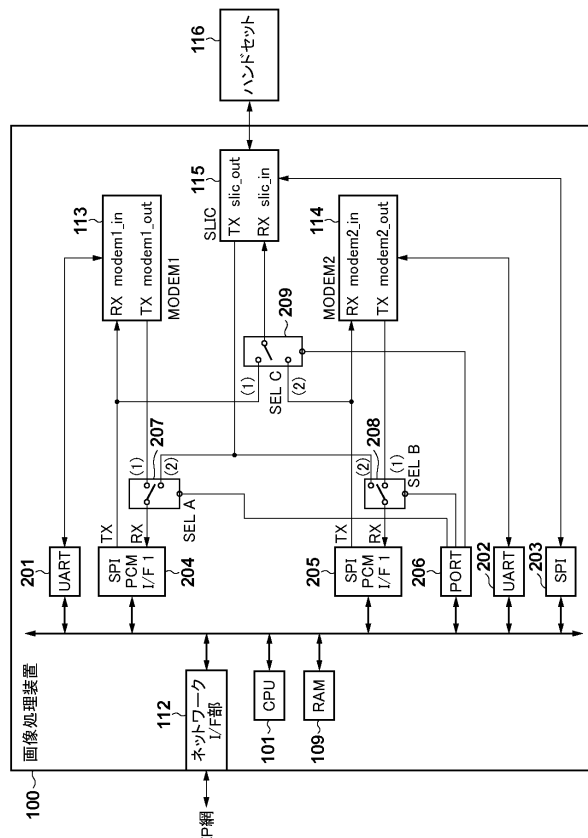 100
画像処理装置
IP網
112
ネットワーク
I/F部
101
CPU
109
RAM
201
UART
204
SPI
PCM
I/F 1
TX
RX
207
(1)
(2)
SEL A
113
RX modem1_in
TX modem1_out
MODEM1
115
SLIC
TX slic_out
RX slic_in
116
ハンドセット
209
(1)
(2)
SEL C
114
MODEM2
RX modem2_in
TX modem2_out
205
SPI
PCM
I/F 1
TX
RX
208
(2)
(1)
SEL B
206
PORT
202
UART
203
SPI